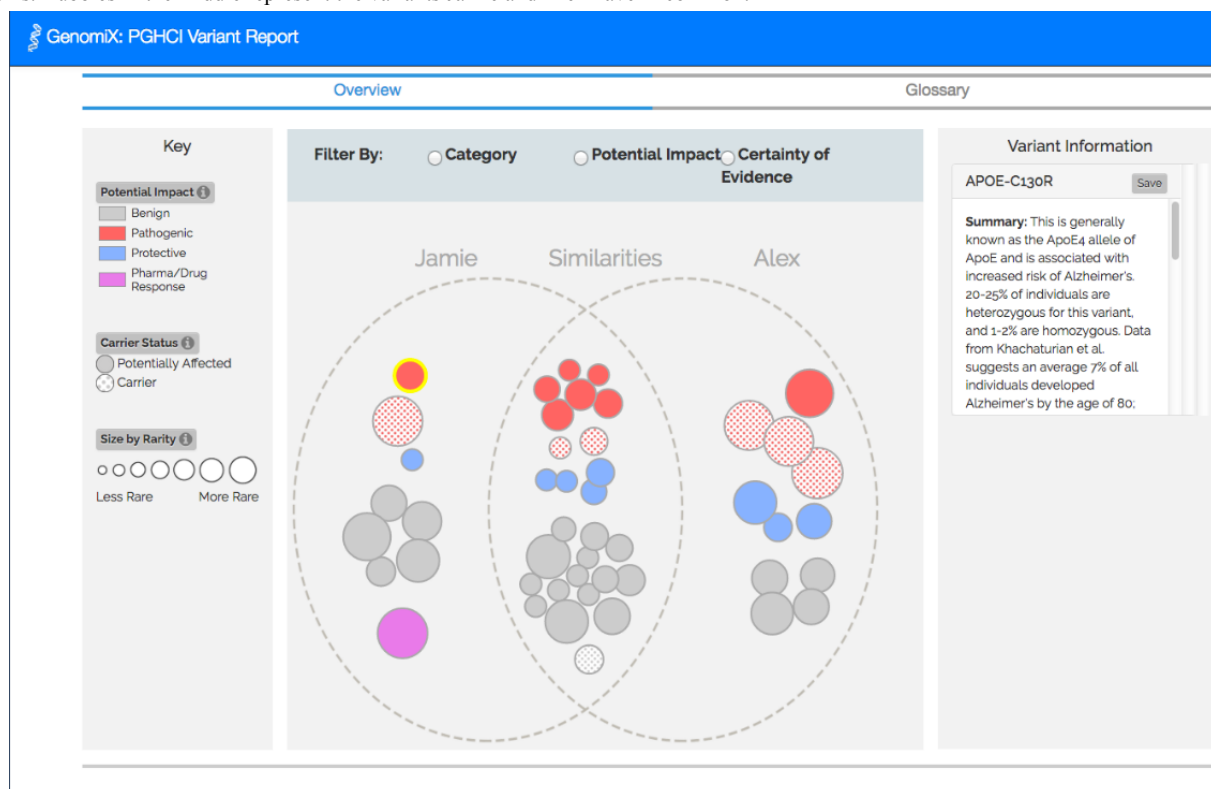 GenomiX: PGHCI Variant Report
Overview
Glossary
Key
Potential Impact i
Benign
Pathogenic
Protective
Pharma/Drug
Response
Carrier Status i
Potentially Affected
Carrier
Size by Rarity i
Less Rare
More Rare
Filter By:
Category
Potential Impact
Certainty of
Evidence
Jamie
Similarities
Alex
Variant Information
APOE-C130R
Save
Summary: This is generally
known as the ApoE4 allele of
ApoE and is associated with
increased risk of Alzheimer's.
20-25% of individuals are
heterozygous for this variant,
and 1-2% are homozygous. Data
from Khachaturian et al.
suggests an average 7% of all
individuals developed
Alzheimer's by the age of 80;